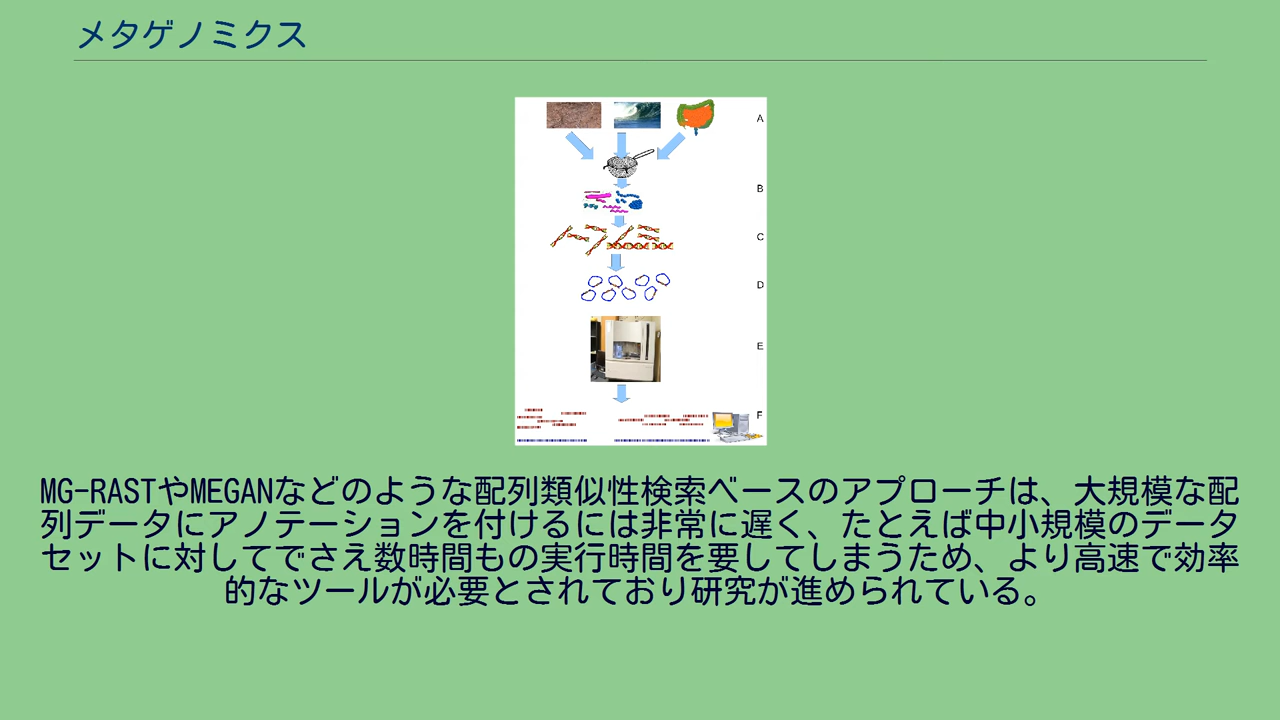 メタゲノミクス
A
B
C
D
E
F
MG-RASTやMEGANなどのような配列類似性検索ベースのアプローチは、大規模な配
列データにアノテーションを付けるには非常に遅く、たとえば中小規模のデータ
セットに対してでさえ数時間もの実行時間を要してしまうため、より高速で効率
的なツールが必要とされており研究が進められている。